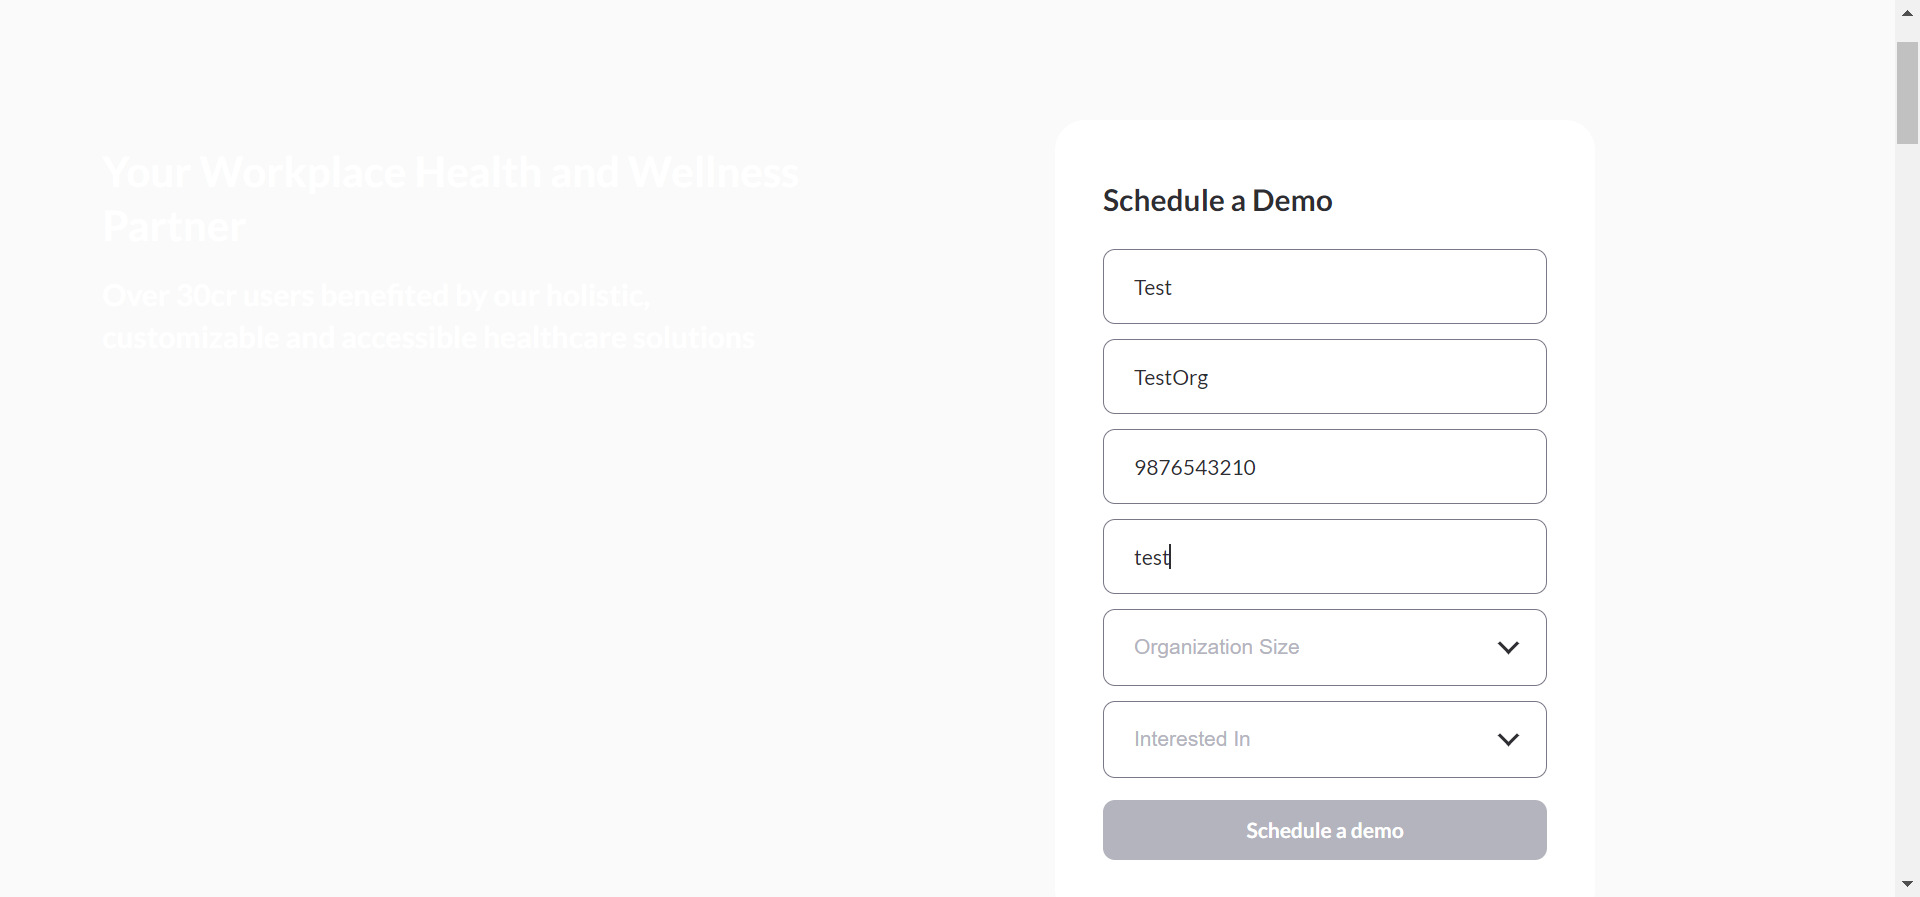 Your Workplace Health and Wellness
Partner
Over 30cr users benefited by our holistic,
customizable and accessible healthcare solutions
Schedule a Demo
Test
TestOrg
9876543210
test
Organization Size
Interested In
Schedule a demo